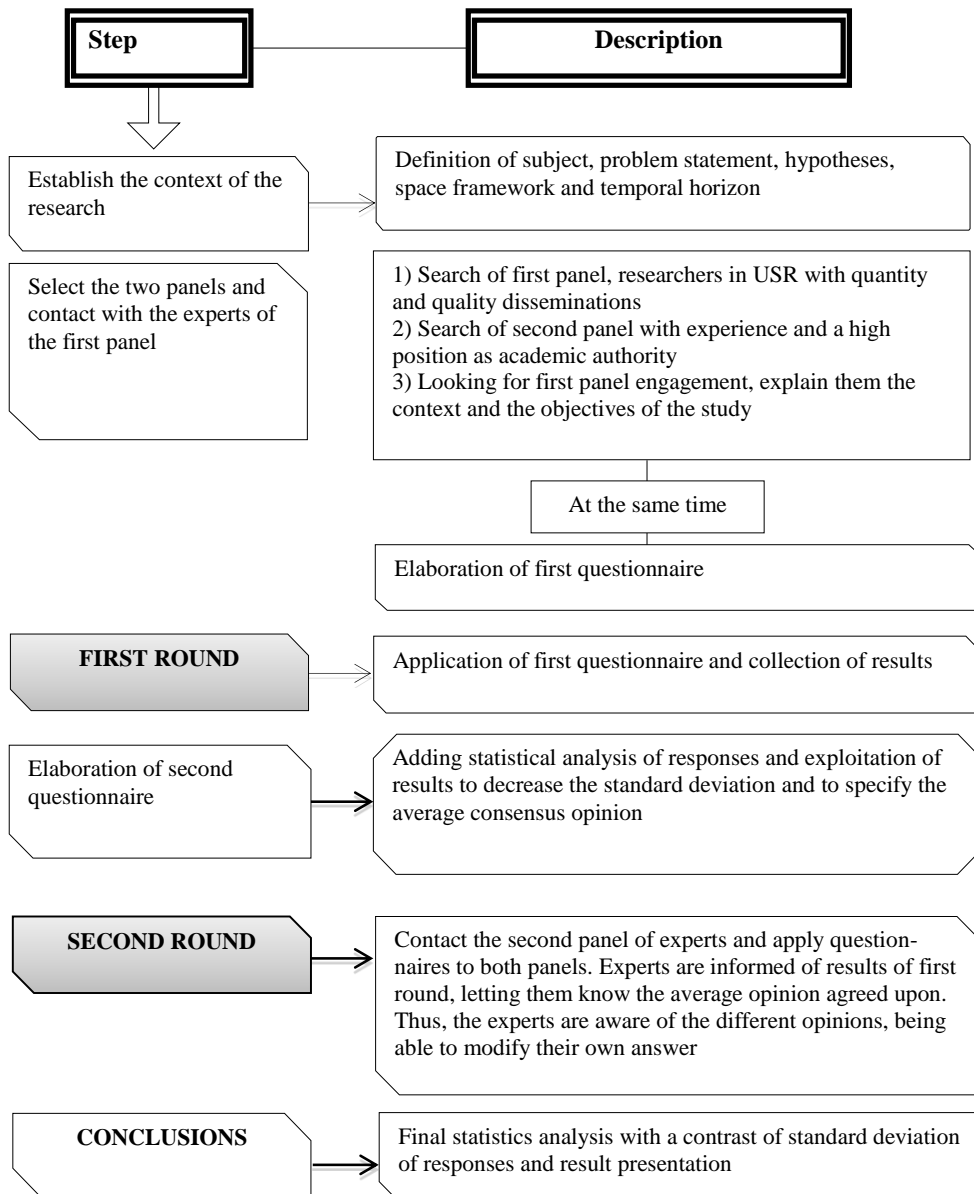 Step
Description
Establish the context of the
research
Definition of subject, problem statement, hypotheses,
space framework and temporal horizon
Select the two panels and
contact with the experts of
the first panel
1) Search of first panel, researchers in USR with quantity
and quality disseminations
2) Search of second panel with experience and a high
position as academic authority
3) Looking for first panel engagement, explain them the
context and the objectives of the study
At the same time
Elaboration of first questionnaire
FIRST ROUND
Application of first questionnaire and collection of results
Elaboration of second
questionnaire
Adding statistical analysis of responses and exploitation of
results to decrease the standard deviation and to specify the
average consensus opinion
SECOND ROUND
Contact the second panel of experts and apply question-
naires to both panels. Experts are informed of results of first
round, letting them know the average opinion agreed upon.
Thus, the experts are aware of the different opinions, being
able to modify their own answer
CONCLUSIONS
Final statistics analysis with a contrast of standard deviation
of responses and result presentation